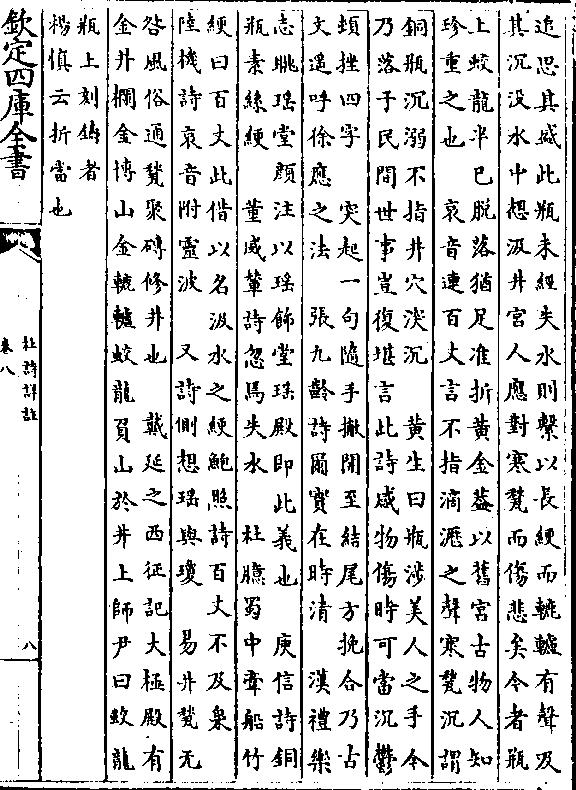 追思其盛此瓶未經失水則繫以長綆而轆轤有聲及
其沉没水中想汲井宮人應對寒甃而傷悲矣今者瓶
上蛟龍半已脱落猶足准折黃金葢以舊宮古物人知
珍重之也　哀音連百丈言不指滴瀝之聲寒甃沉謂
銅瓶沉溺不指井穴淡沉　黄生曰瓶涉美人之手今
乃落于民間世事豈復堪言此詩感物傷時可當沉鬱
頓挫四字　突起一句隨手撇開至結尾方挽合乃古
文遥呼徐應之法　張九齡詩爾寳在時清　漢禮樂
志眺瑶堂顔注以瑶飾堂瑶殿即此義也　庾信詩銅
瓶素絲綆　董威輦詩忽焉失水　杜臆蜀中牽船竹
綆曰百丈此借以名汲水之綆鮑照詩百丈不及泉
陸機詩哀音附靈波　又詩側想瑶與瓊　易井甃无
咎風俗通甃聚磚修井也　戴延之西征記大極殿有
金井欄金博山金轆轤蛟龍負山於井上師尹曰蛟龍
瓶上刻鑄者
楊慎云折當也
欽定四庫全書
杜詩詳註
卷八
八